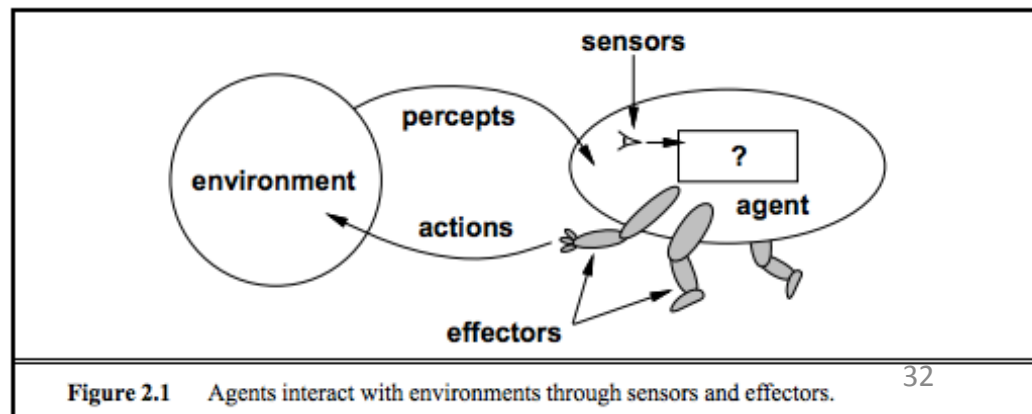 sensors
percepts
?
environment
agent
actions
effectors
32
Figure 2.1 Agents interact with environments through sensors and effectors.